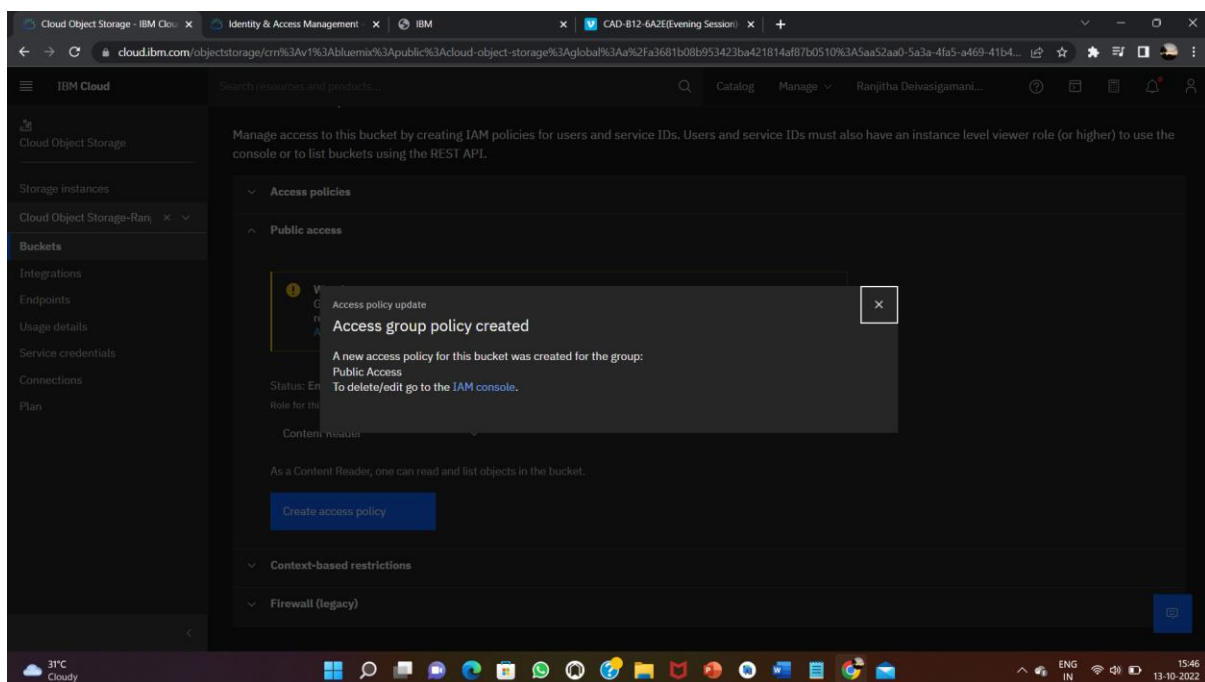 Cloud Object Storage - IBM Clou
Identity & Access Management
IBM
CAD-B12-6A2E(Evening Session)
cloud.ibm.com/objectstorage/crn%3Av1%3Abluemix%3Apublic%3Acloud-object-storage%3Aglobal%3Aa%2Fa3681b08b953423ba421814af87b0510%3A5aa52aa0-5a3a-4fa5-a469-41b4...
IBM Cloud
Search resources and products...
Catalog
Manage
Ranjitha Deivasigamani...
Cloud Object Storage
Storage instances
Cloud Object Storage-Ranj
Buckets
Integrations
Endpoints
Usage details
Service credentials
Connections
Plan
Manage access to this bucket by creating IAM policies for users and service IDs. Users and service IDs must also have an instance level viewer role (or higher) to use the
console or to list buckets using the REST API.
Access policies
Public access
Access policy update
Access group policy created
A new access policy for this bucket was created for the group:
Public Access
To delete/edit go to the IAM console.
Status: En
Role for thi
Content Reader
As a Content Reader, one can read and list objects in the bucket.
Create access policy
Context-based restrictions
Firewall (legacy)
31°C
Cloudy
ENG
IN
15:46
13-10-2022